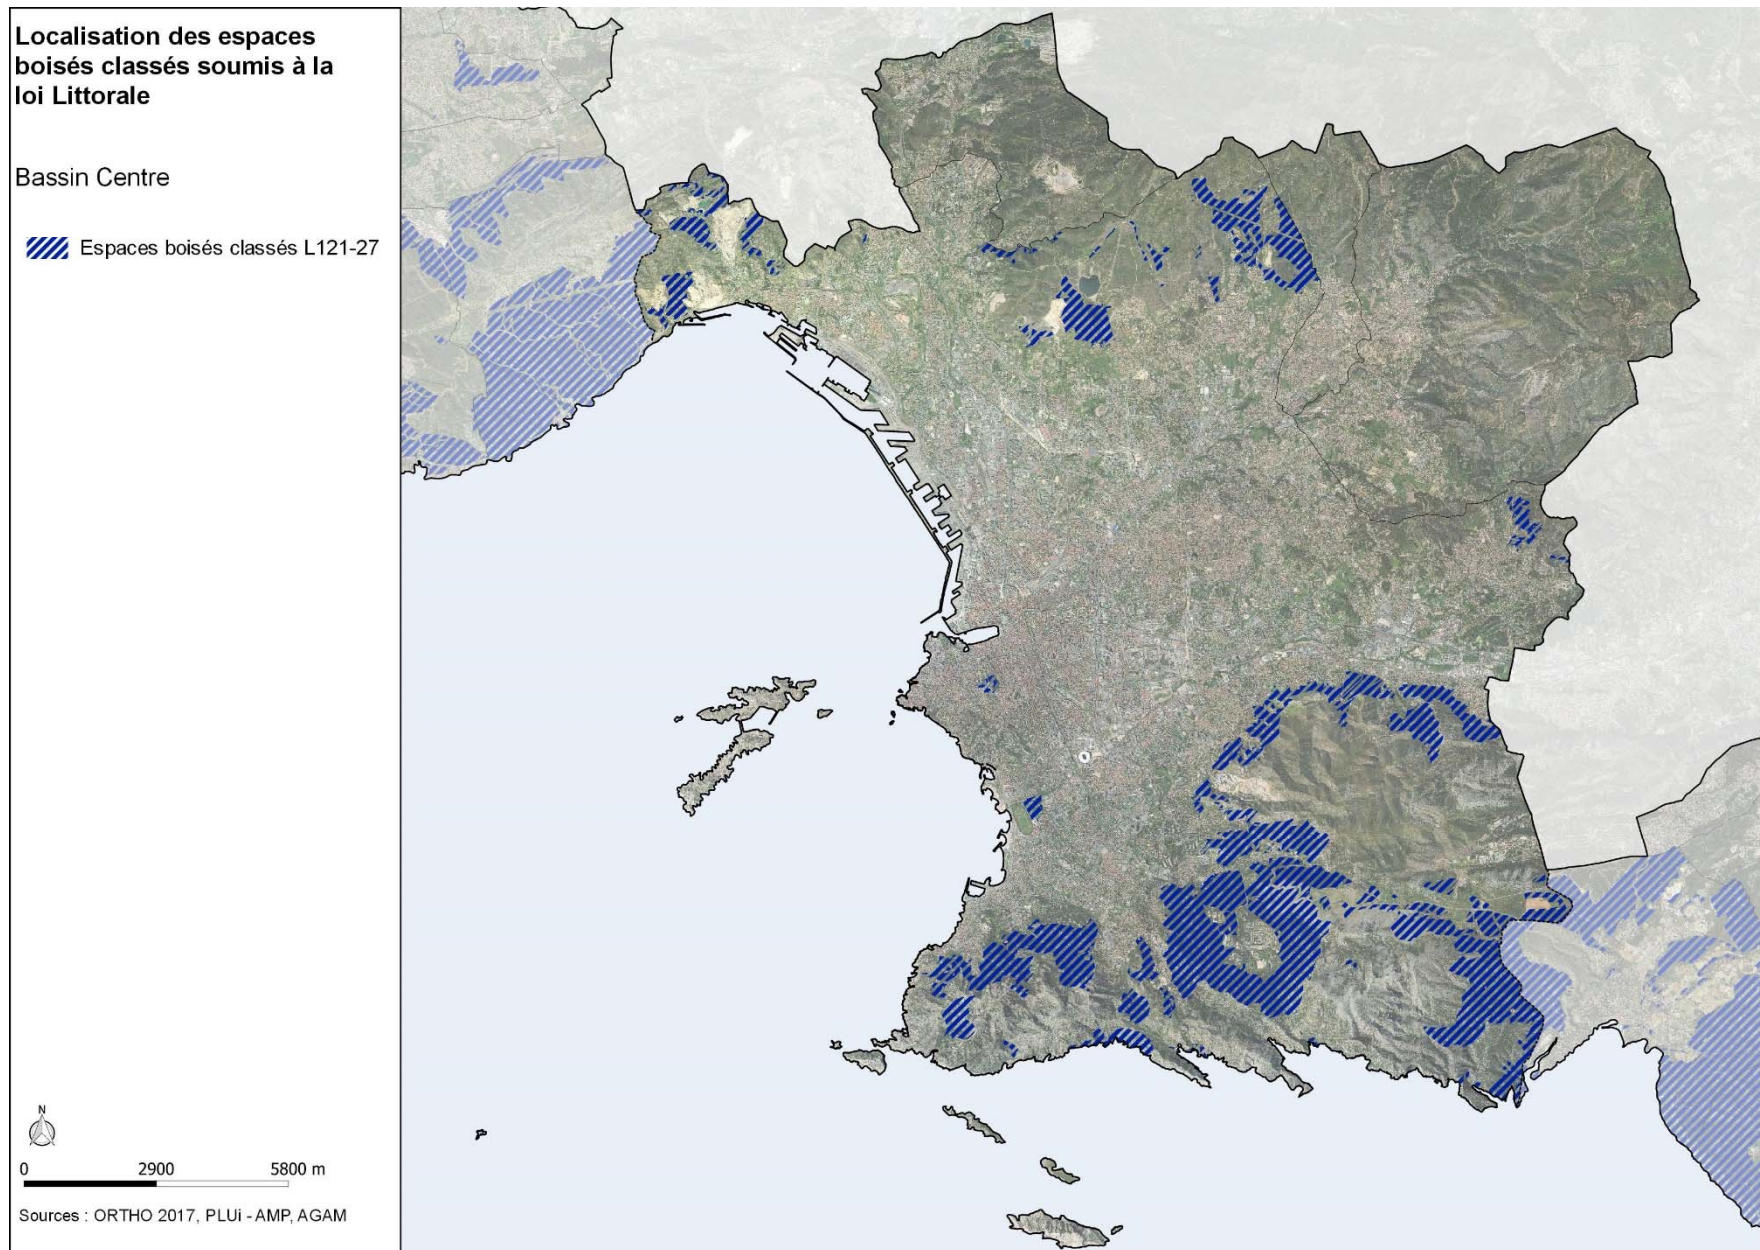 Localisation des espaces
boisés classés soumis à la
loi Littorale
Bassin Centre
Espaces boisés classés L121-27
N
0 2900 5800 m
Sources : ORTHO 2017, PLUi - AMP, AGAM